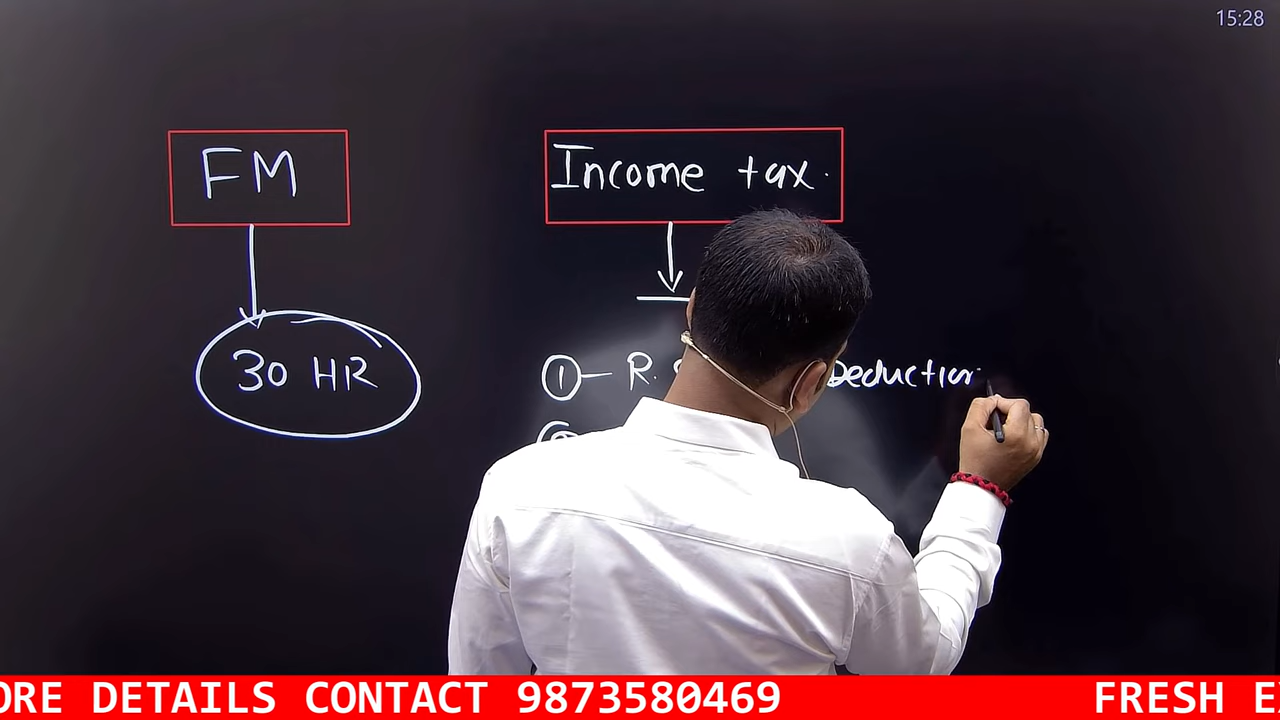 15:28
FM
Income tax.
30 HR
① R. Deduction
ORE DETAILS CONTACT 9873580469 FRESH E